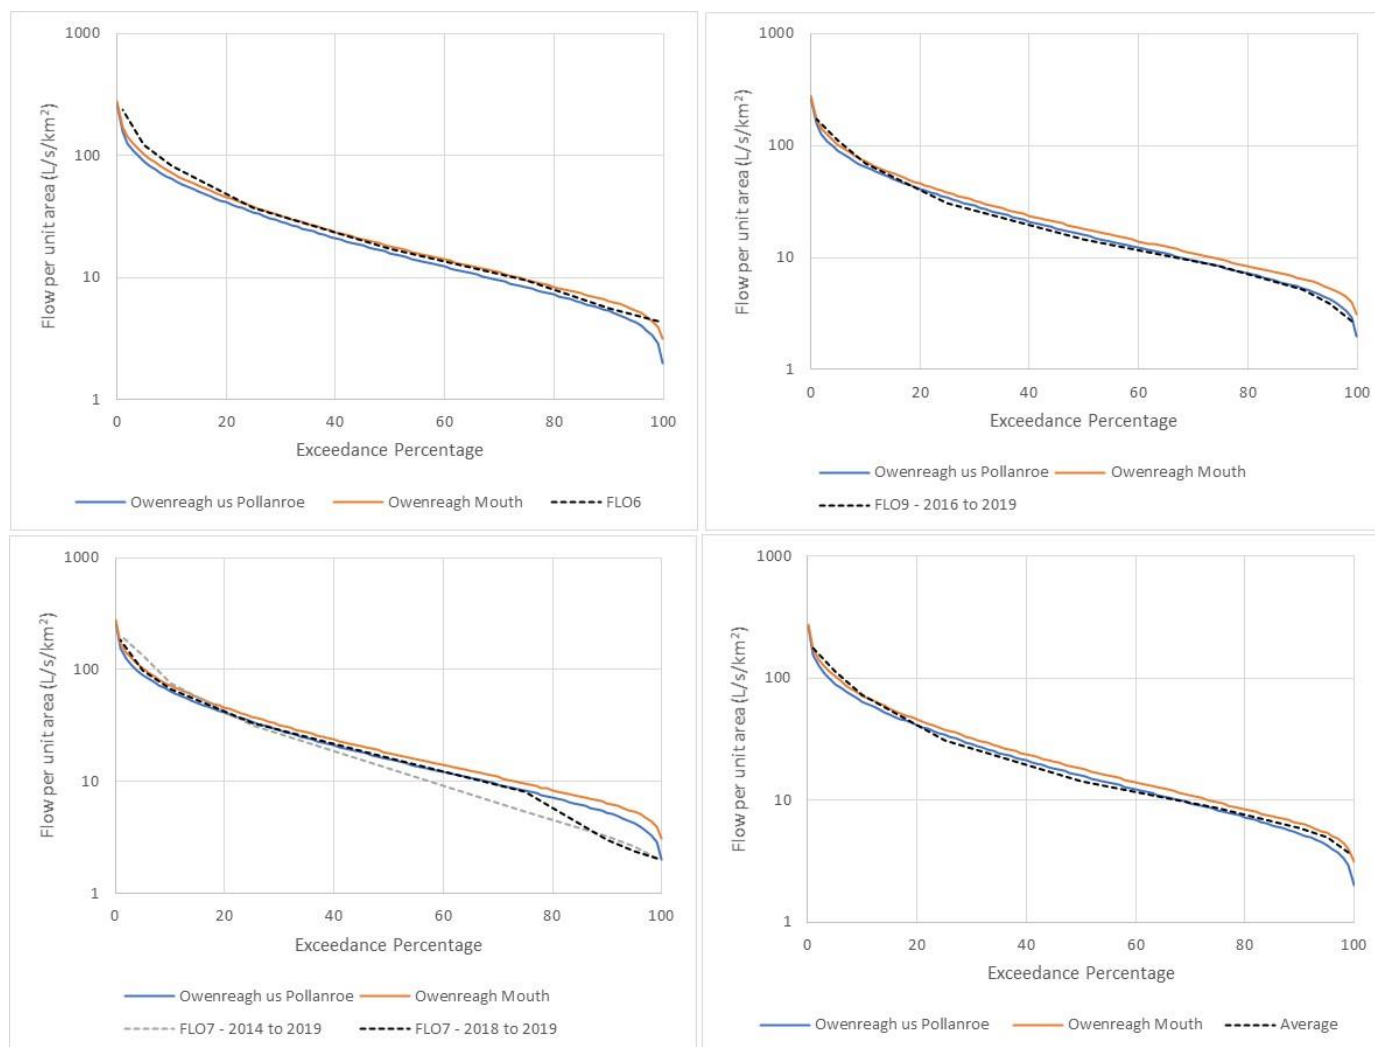 Flow per unit area (L/s/km²)
1000
100
10
1
0 20 40 60 80 100
Exceedance Percentage
Owenreagh us Pollanroe Owenreagh Mouth FLO6
Flow per unit area (L/s/km²)
1000
100
10
1
0 20 40 60 80 100
Exceedance Percentage
Owenreagh us Pollanroe Owenreagh Mouth
FLO9 - 2016 to 2019
Flow per unit area (L/s/km²)
1000
100
10
1
0 20 40 60 80 100
Exceedance Percentage
Owenreagh us Pollanroe Owenreagh Mouth
FLO7 - 2014 to 2019 FLO7 - 2018 to 2019
Flow per unit area (L/s/km²)
1000
100
10
1
0 20 40 60 80 100
Exceedance Percentage
Owenreagh us Pollanroe Owenreagh Mouth Average